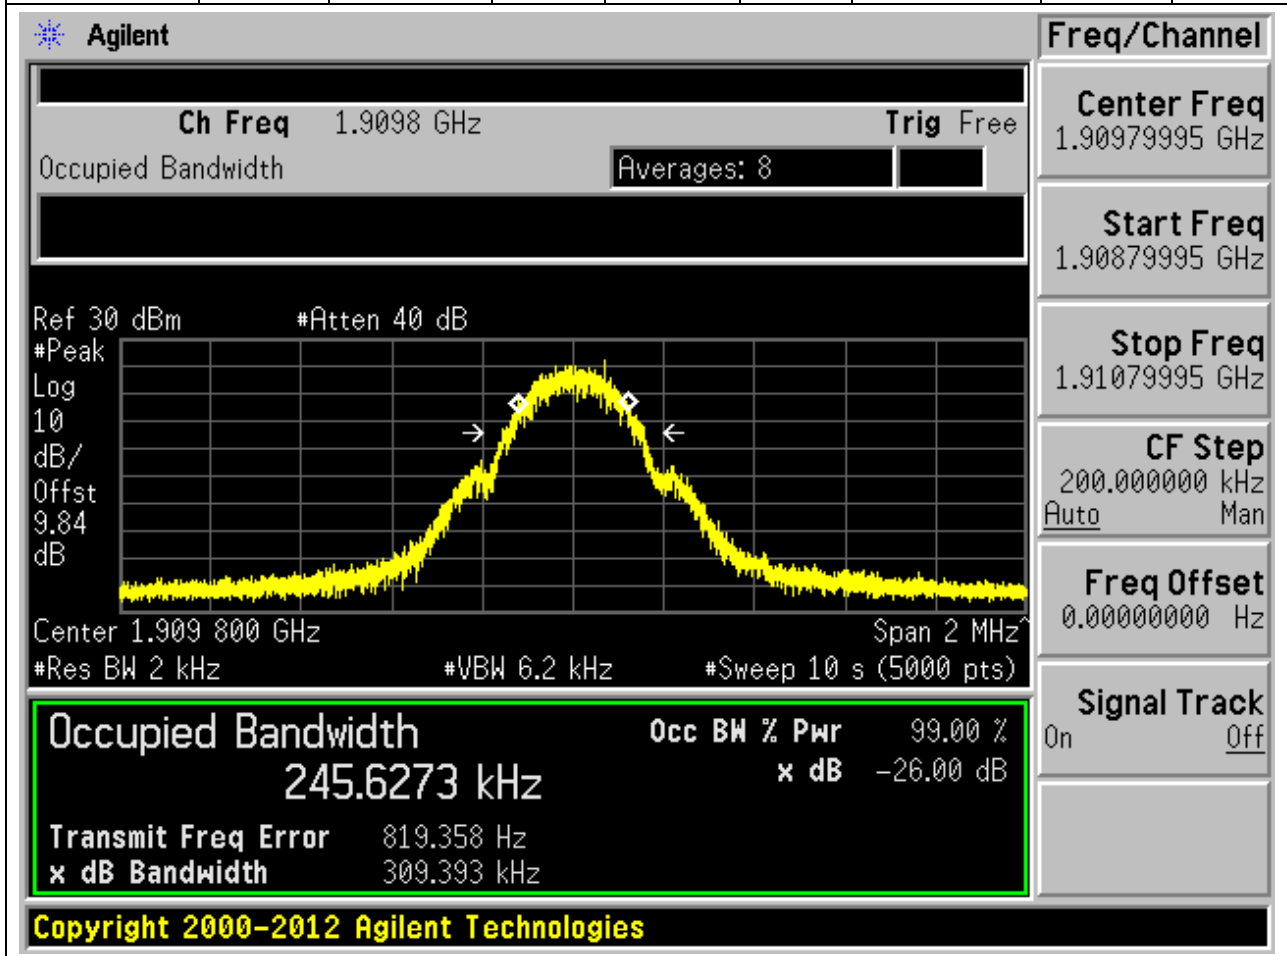 Agilent
Freq/Channel
Ch Freq 1.9098 GHz Trig Free
Occupied Bandwidth Averages: 8
Center Freq
1.90979995 GHz
Start Freq
1.90879995 GHz
Stop Freq
1.91079995 GHz
CF Step
200.000000 kHz
Auto Man
Freq Offset
0.00000000 Hz
Signal Track
On Off
Ref 30 dBm #Atten 40 dB
#Peak
Log
10
dB/
Offst
9.84
dB
Center 1.909 800 GHz Span 2 MHz^
#Res BW 2 kHz #VBW 6.2 kHz #Sweep 10 s (5000 pts)
Occupied Bandwidth Occ BW % Pwr 99.00 %
245.6273 kHz x dB -26.00 dB
Transmit Freq Error 819.358 Hz
x dB Bandwidth 309.393 kHz
Copyright 2000-2012 Agilent Technologies